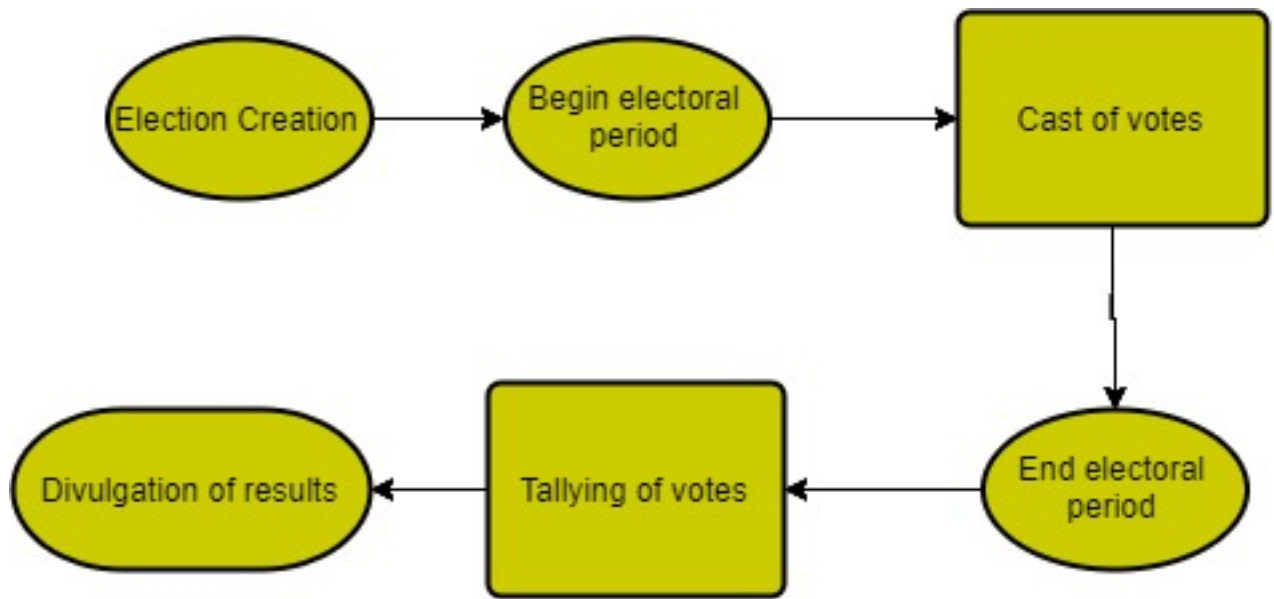 Election Creation
Begin electoral
period
Cast of votes
End electoral
period
Tallying of votes
Divulgation of results